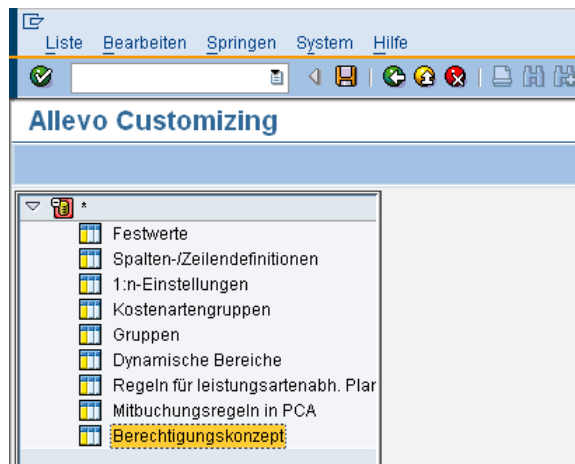 Liste Bearbeiten Springen System Hilfe
Allevo Customizing
*
Festwerte
Spalten-/Zeilendefinitionen
1:n-Einstellungen
Kostenartengruppen
Gruppen
Dynamische Bereiche
Regeln für leistungsartenabh. Plar
Mitbuchungsregeln in PCA
Berechtigungskonzept